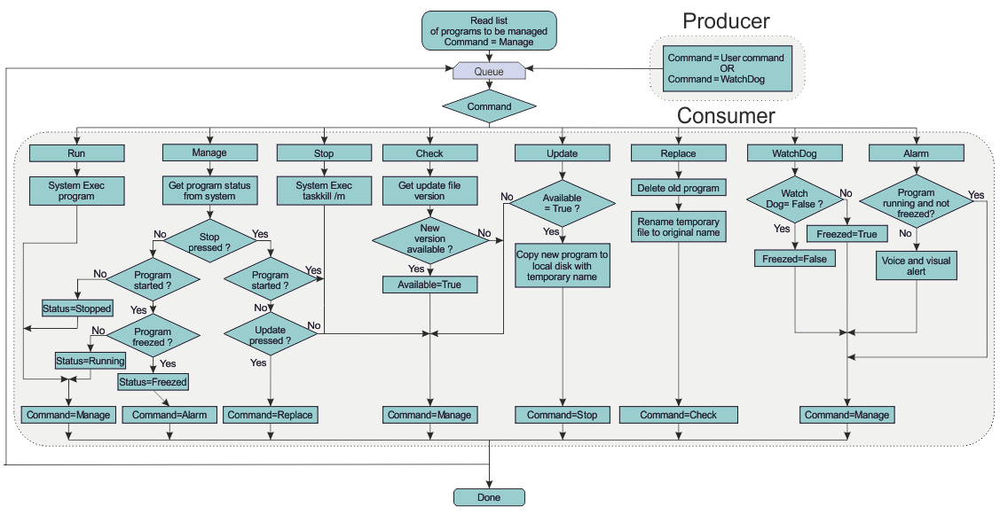 Read list
of programs to be managed
Command = Manage
Producer
Queue
Command = User command
OR
Command = WatchDog
Command
Consumer
Run
Manage
Stop
Check
Update
Replace
WatchDog
Alarm
System Exec
program
Get program status
from system
System Exec
taskkill /m
Get update file
version
No
Available
= True ?
Yes
Delete old program
Rename temporary
file to original name
Watch
Dog= False ?
No
Yes
Freezed=True
Freezed=False
Program
running and not
freezed?
Yes
No
Voice and visual
alert
No
Stop
pressed ?
Yes
New
version
available ?
No
Yes
Available=True
Copy new program to
local disk with
temporary name
No
Program
started ?
Yes
Program
started ?
Yes
No
Status=Stopped
No
Program
freezed ?
Yes
Update
pressed ?
No
Yes
Status=Running
Status=Freezed
Command=Manage
Command=Alarm
Command=Replace
Command=Manage
Command=Stop
Command=Check
Command=Manage
Done